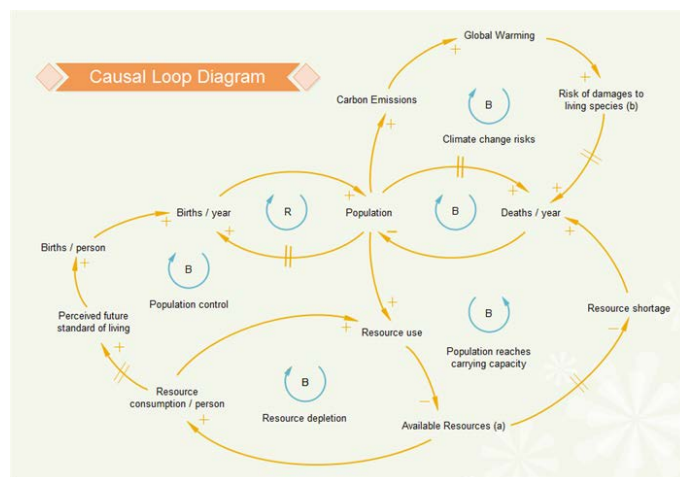 Causal Loop Diagram
Global Warming
+
+
Carbon Emissions
+
Risk of damages to
living species (b)
+
B
Climate change risks
Births / year
+
R
+
Population
−
B
+
+
Deaths / year
+
+
Births / person
+
B
Population control
Perceived future
standard of living
+
+
Resource use
+
B
Population reaches
carrying capacity
Resource shortage
−
Resource
consumption / person
+
B
Resource depletion
−
Available Resources (a)